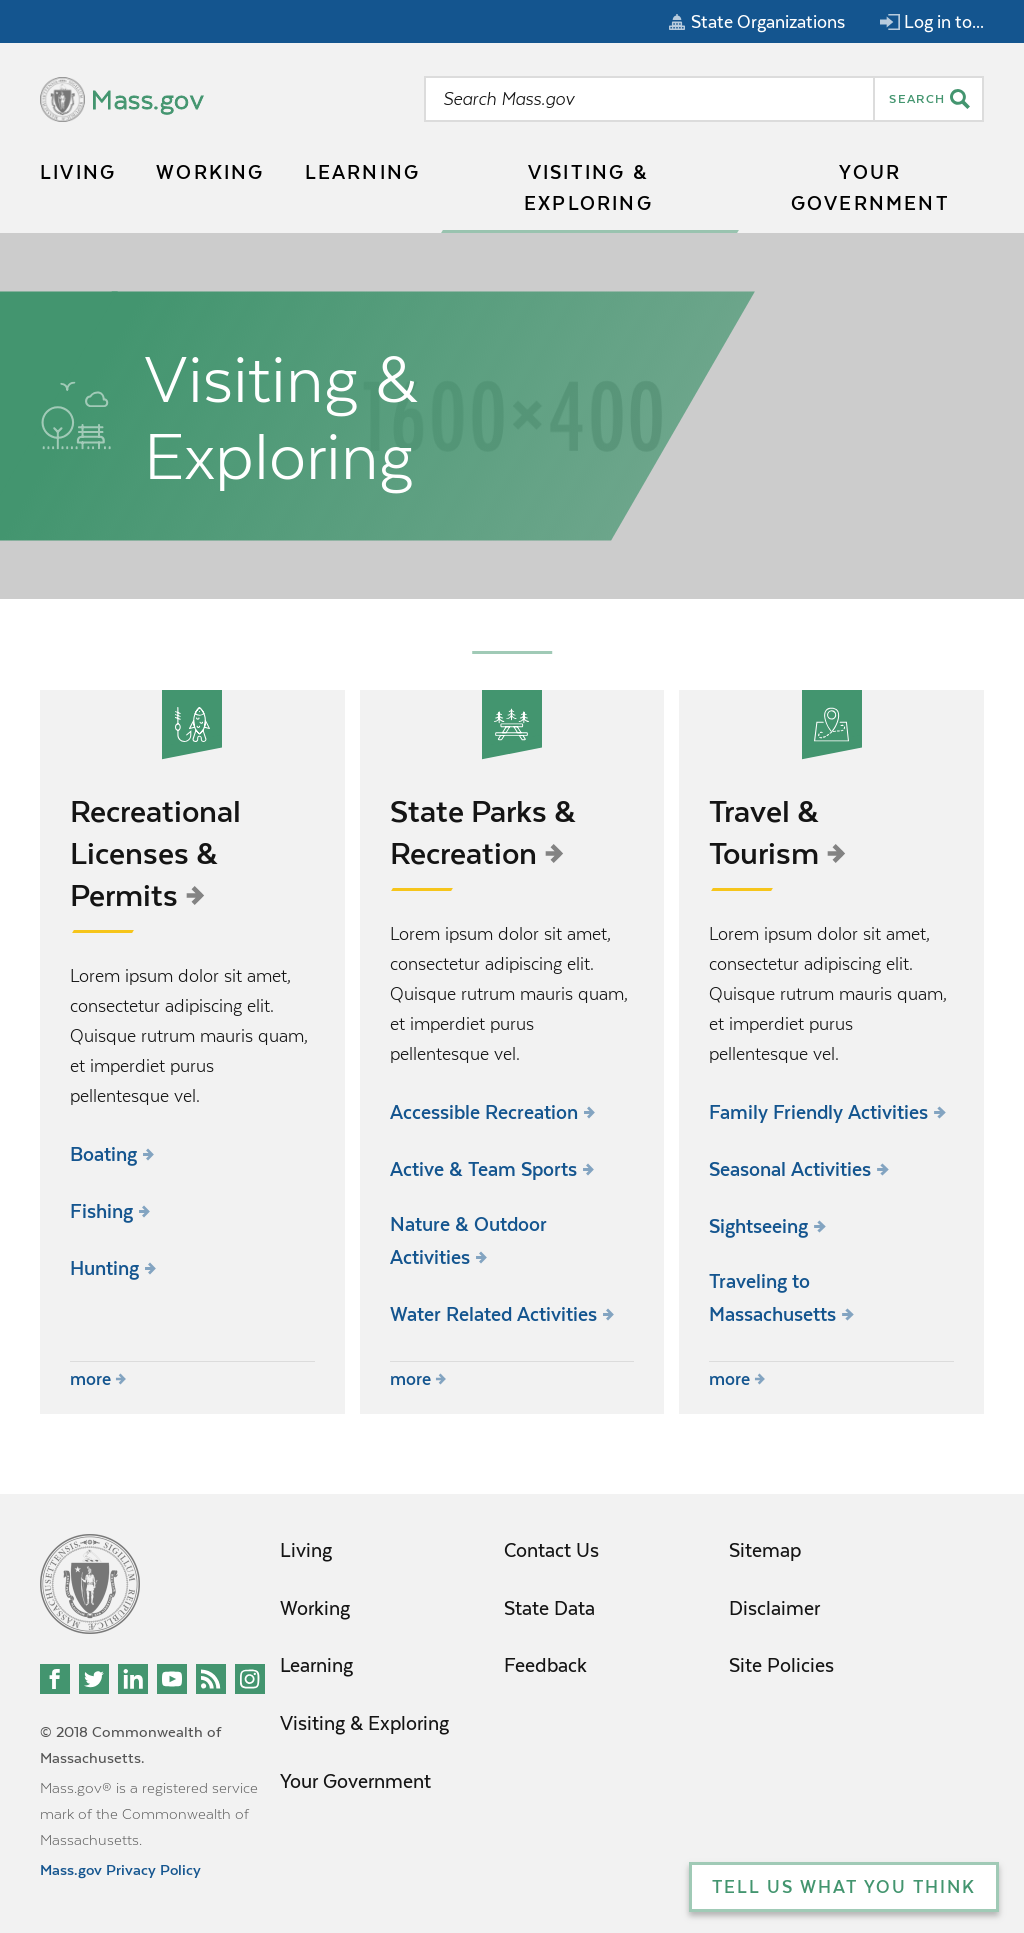 State Organizations
Log in to...
Mass.gov
Search Mass.gov
SEARCH
LIVING
WORKING
LEARNING
VISITING &
EXPLORING
YOUR
GOVERNMENT
Visiting &
Exploring
1600×400
Recreational
Licenses &
Permits
Lorem ipsum dolor sit amet,
consectetur adipiscing elit.
Quisque rutrum mauris quam,
et imperdiet purus
pellentesque vel.
Boating
Fishing
Hunting
more
State Parks &
Recreation
Lorem ipsum dolor sit amet,
consectetur adipiscing elit.
Quisque rutrum mauris quam,
et imperdiet purus
pellentesque vel.
Accessible Recreation
Active & Team Sports
Nature & Outdoor
Activities
Water Related Activities
more
Travel &
Tourism
Lorem ipsum dolor sit amet,
consectetur adipiscing elit.
Quisque rutrum mauris quam,
et imperdiet purus
pellentesque vel.
Family Friendly Activities
Seasonal Activities
Sightseeing
Traveling to
Massachusetts
more
© 2018 Commonwealth of
Massachusetts.
Mass.gov® is a registered service
mark of the Commonwealth of
Massachusetts.
Mass.gov Privacy Policy
Living
Working
Learning
Visiting & Exploring
Your Government
Contact Us
State Data
Feedback
Sitemap
Disclaimer
Site Policies
TELL US WHAT YOU THINK